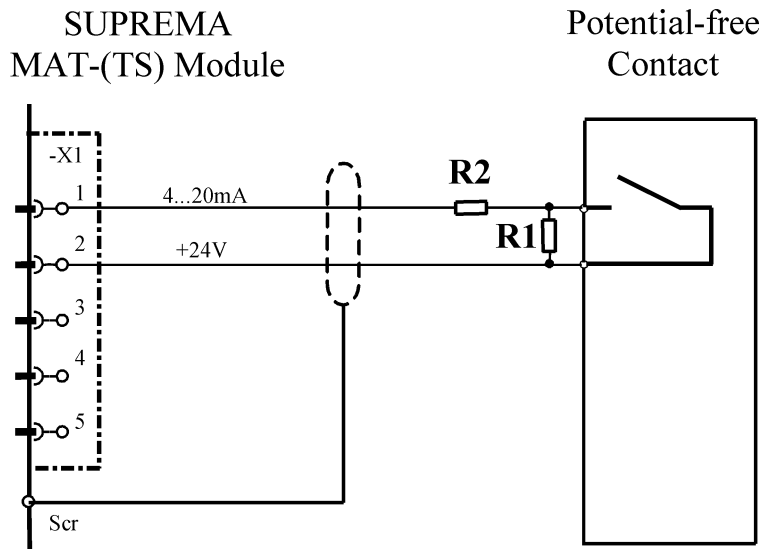 SUPREMA
MAT-(TS) Module
Potential-free
Contact
-X1
1
4...20mA
R2
2
+24V
R1
3
4
5
Scr